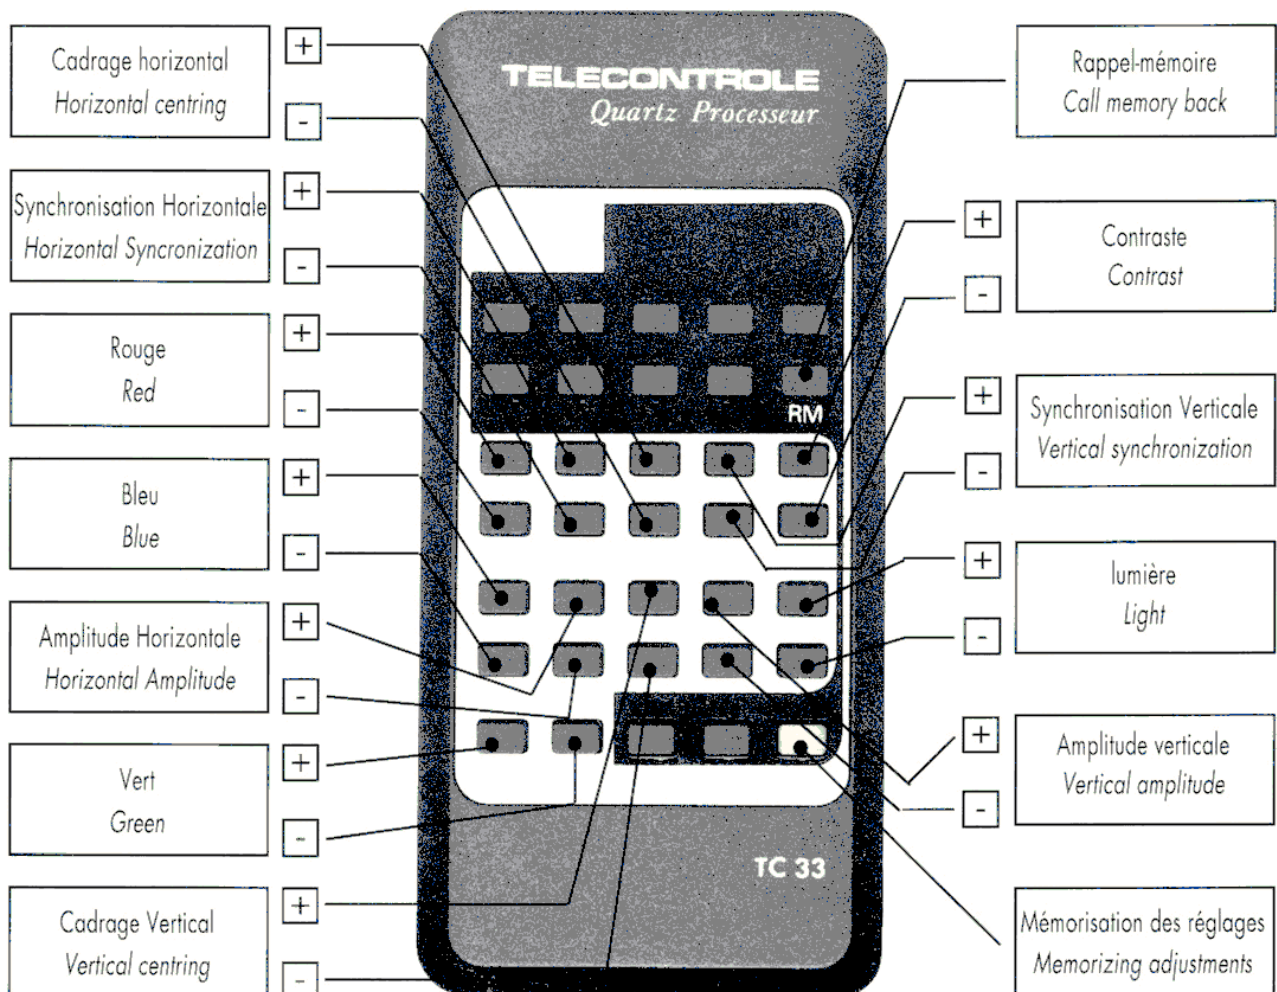 Cadrage horizontal
Horizontal centring
+
-
Synchronisation Horizontale
Horizontal Syncronization
+
-
Rouge
Red
+
-
Bleu
Blue
+
-
Amplitude Horizontale
Horizontal Amplitude
+
-
Vert
Green
+
-
Cadrage Vertical
Vertical centring
+
-
TELECONTROLE
Quartz Processeur
RM
TC 33
Rappel-mémoire
Call memory back
+
-
Contraste
Contrast
+
-
Synchronisation Verticale
Vertical synchronization
+
-
lumière
Light
+
-
Amplitude verticale
Vertical amplitude
Mémorisation des réglages
Memorizing adjustments